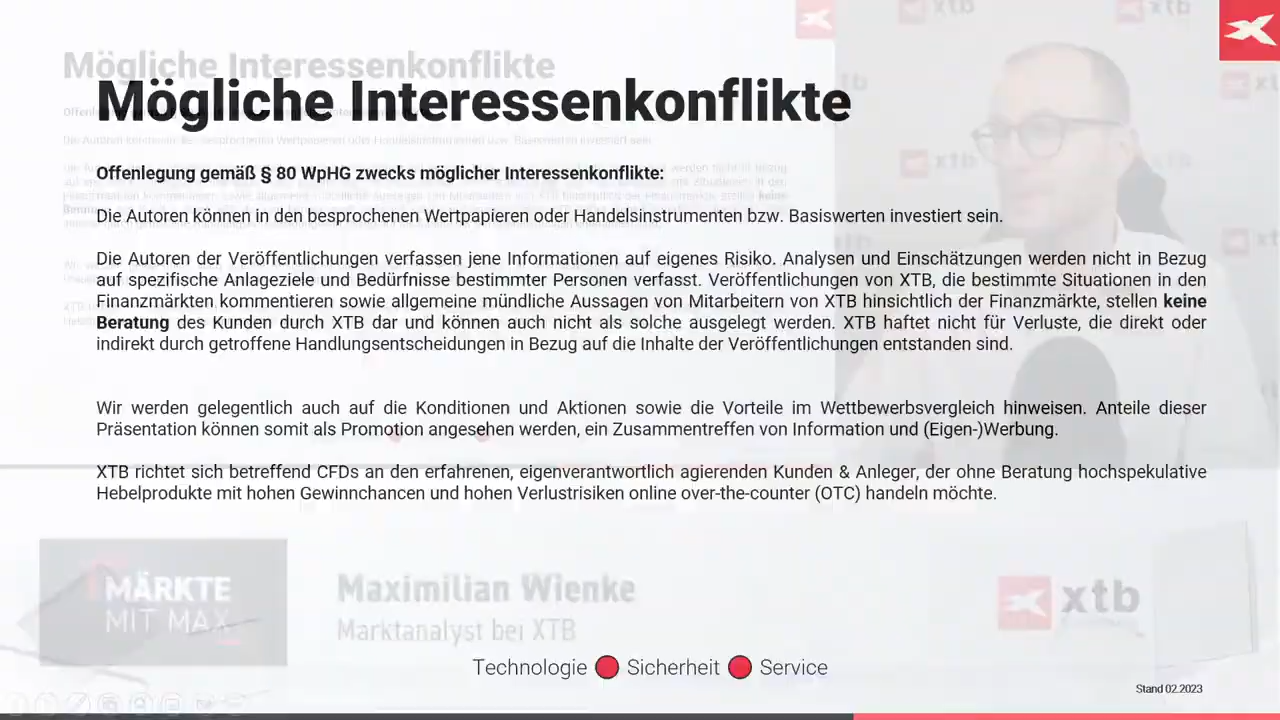 Mögliche Interessenkonflikte
Mögliche Interessenkonflikte
Offenlegung gemäß § 80 WpHG zwecks möglicher Interessenkonflikte:
Die Autoren können in den besprochenen Wertpapieren oder Handelsinstrumenten bzw. Basiswerten investiert sein.
Die Autoren der Veröffentlichungen verfassen jene Informationen auf eigenes Risiko. Analysen und Einschätzungen werden nicht in Bezug
auf spezifische Anlageziele und Bedürfnisse bestimmter Personen verfasst. Veröffentlichungen von XTB, die bestimmte Situationen in den
Finanzmärkten kommentieren sowie allgemeine mündliche Aussagen von Mitarbeitern von XTB hinsichtlich der Finanzmärkte, stellen keine
Beratung des Kunden durch XTB dar und können auch nicht als solche ausgelegt werden. XTB haftet nicht für Verluste, die direkt oder
indirekt durch getroffene Handlungsentscheidungen in Bezug auf die Inhalte der Veröffentlichungen entstanden sind.
Wir werden gelegentlich auch auf die Konditionen und Aktionen sowie die Vorteile im Wettbewerbsvergleich hinweisen. Anteile dieser
Präsentation können somit als Promotion angesehen werden, ein Zusammentreffen von Information und (Eigen-)Werbung.
XTB richtet sich betreffend CFDs an den erfahrenen, eigenverantwortlich agierenden Kunden & Anleger, der ohne Beratung hochspekulative
Hebelprodukte mit hohen Gewinnchancen und hohen Verlustrisiken online over-the-counter (OTC) handeln möchte.
MÄRKTE
MIT MAX
Maximilian Wienke
Marktanalyst bei XTB
xtb
Technologie Sicherheit Service
Stand 02.2023
xtb
xtb
xtb